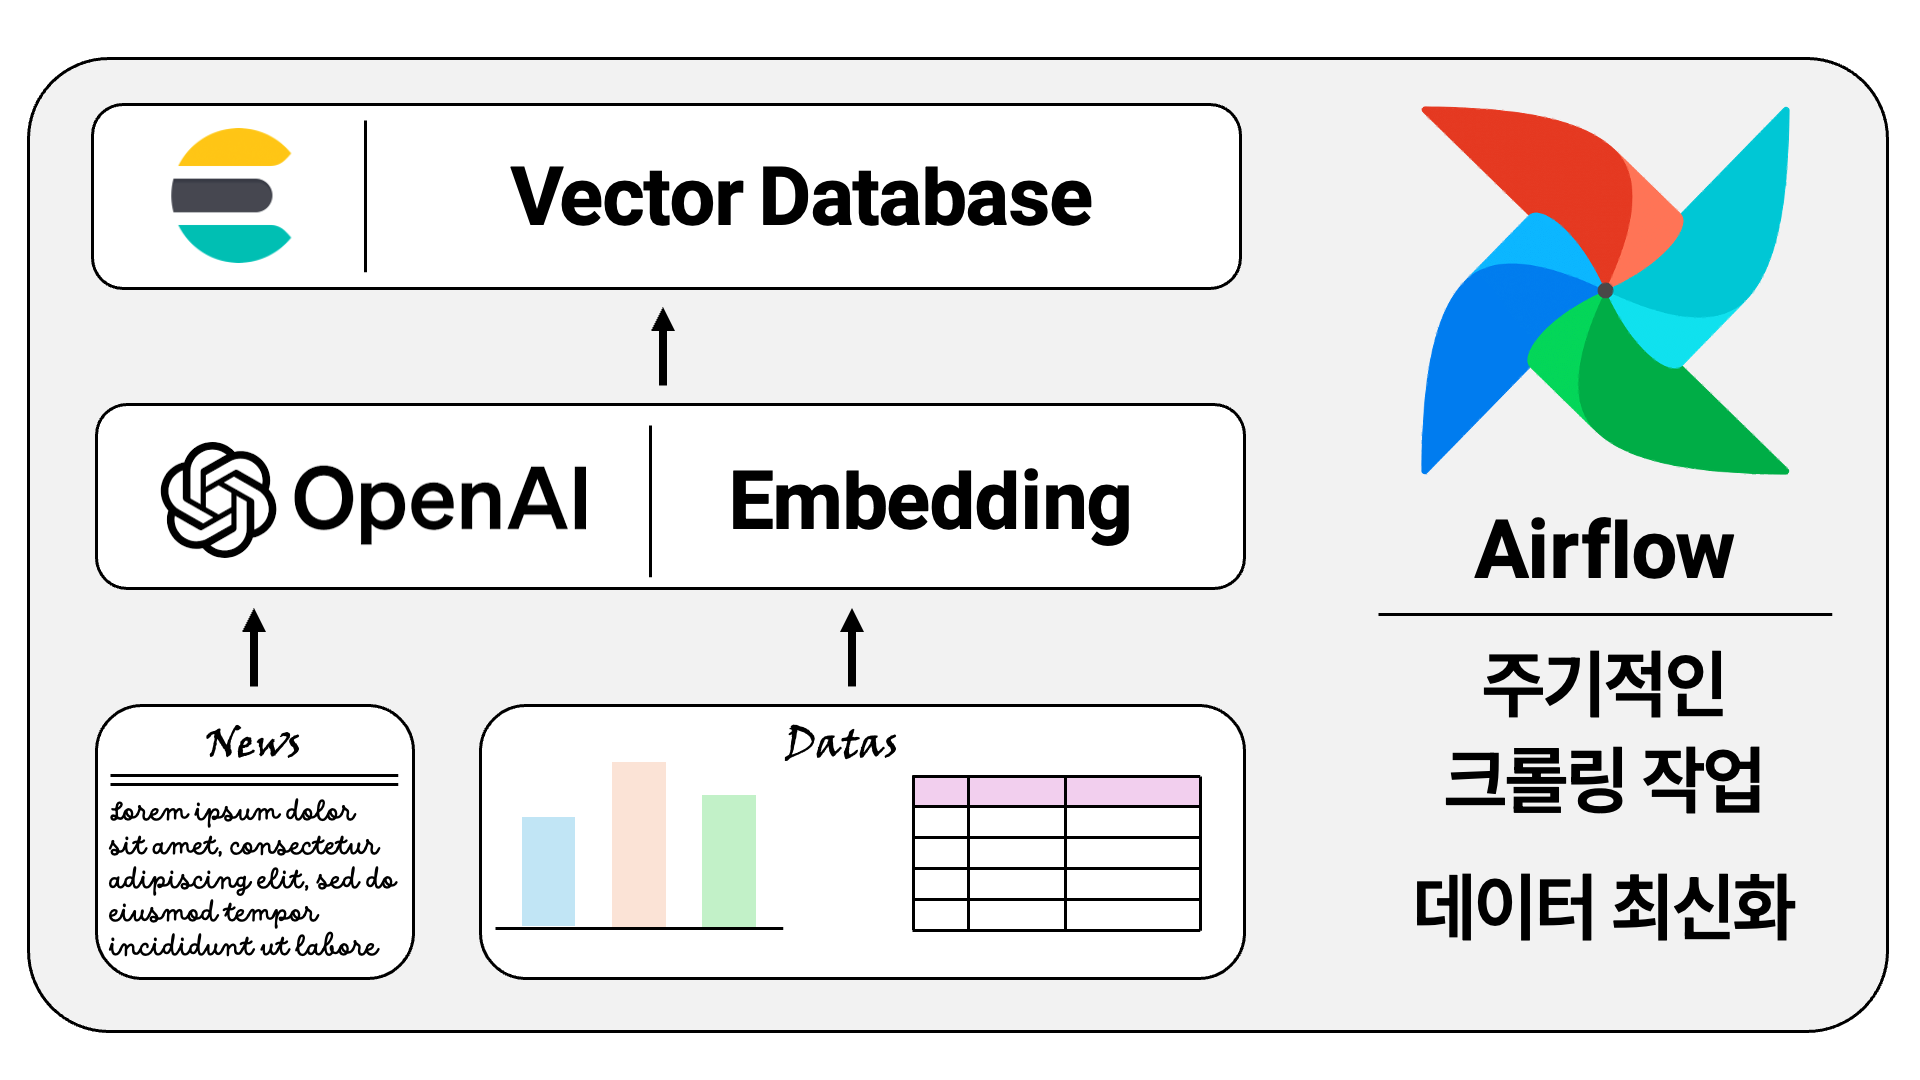 Vector Database
OpenAI
Embedding
News
Lorem ipsum dolor
sit amet, consectetur
adipiscing elit, sed do
eiusmod tempor
incididunt ut labore
Datas
Airflow
주기적인
크롤링 작업
데이터 최신화